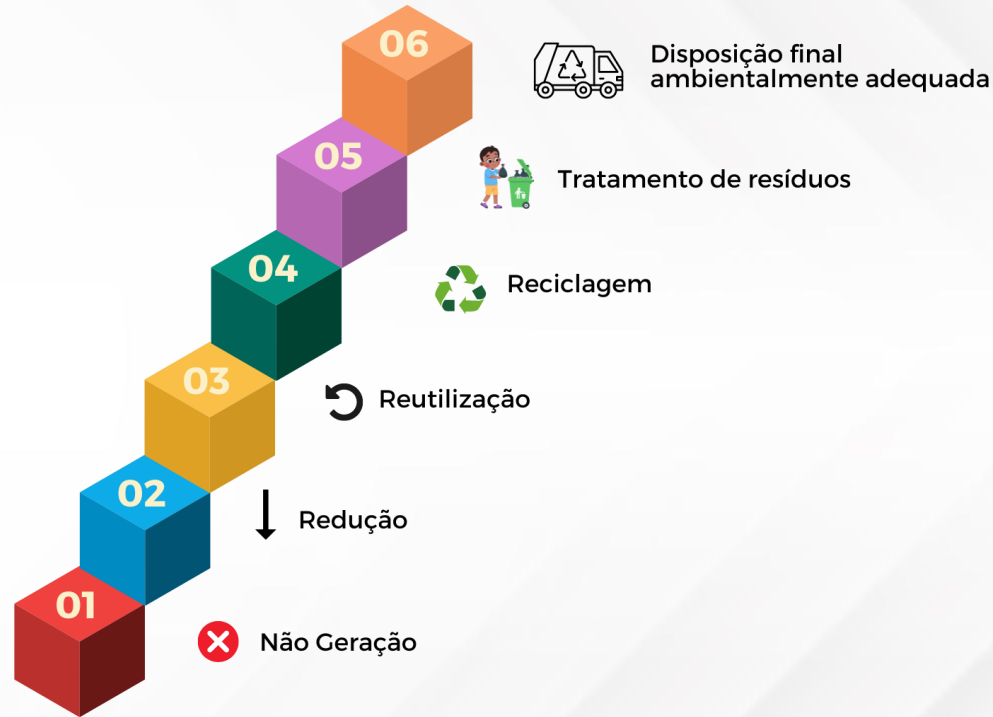 06
Disposição final
ambientalmente adequada
05
Tratamento de resíduos
04
Reciclagem
03
Reutilização
02
Redução
01
Não Geração